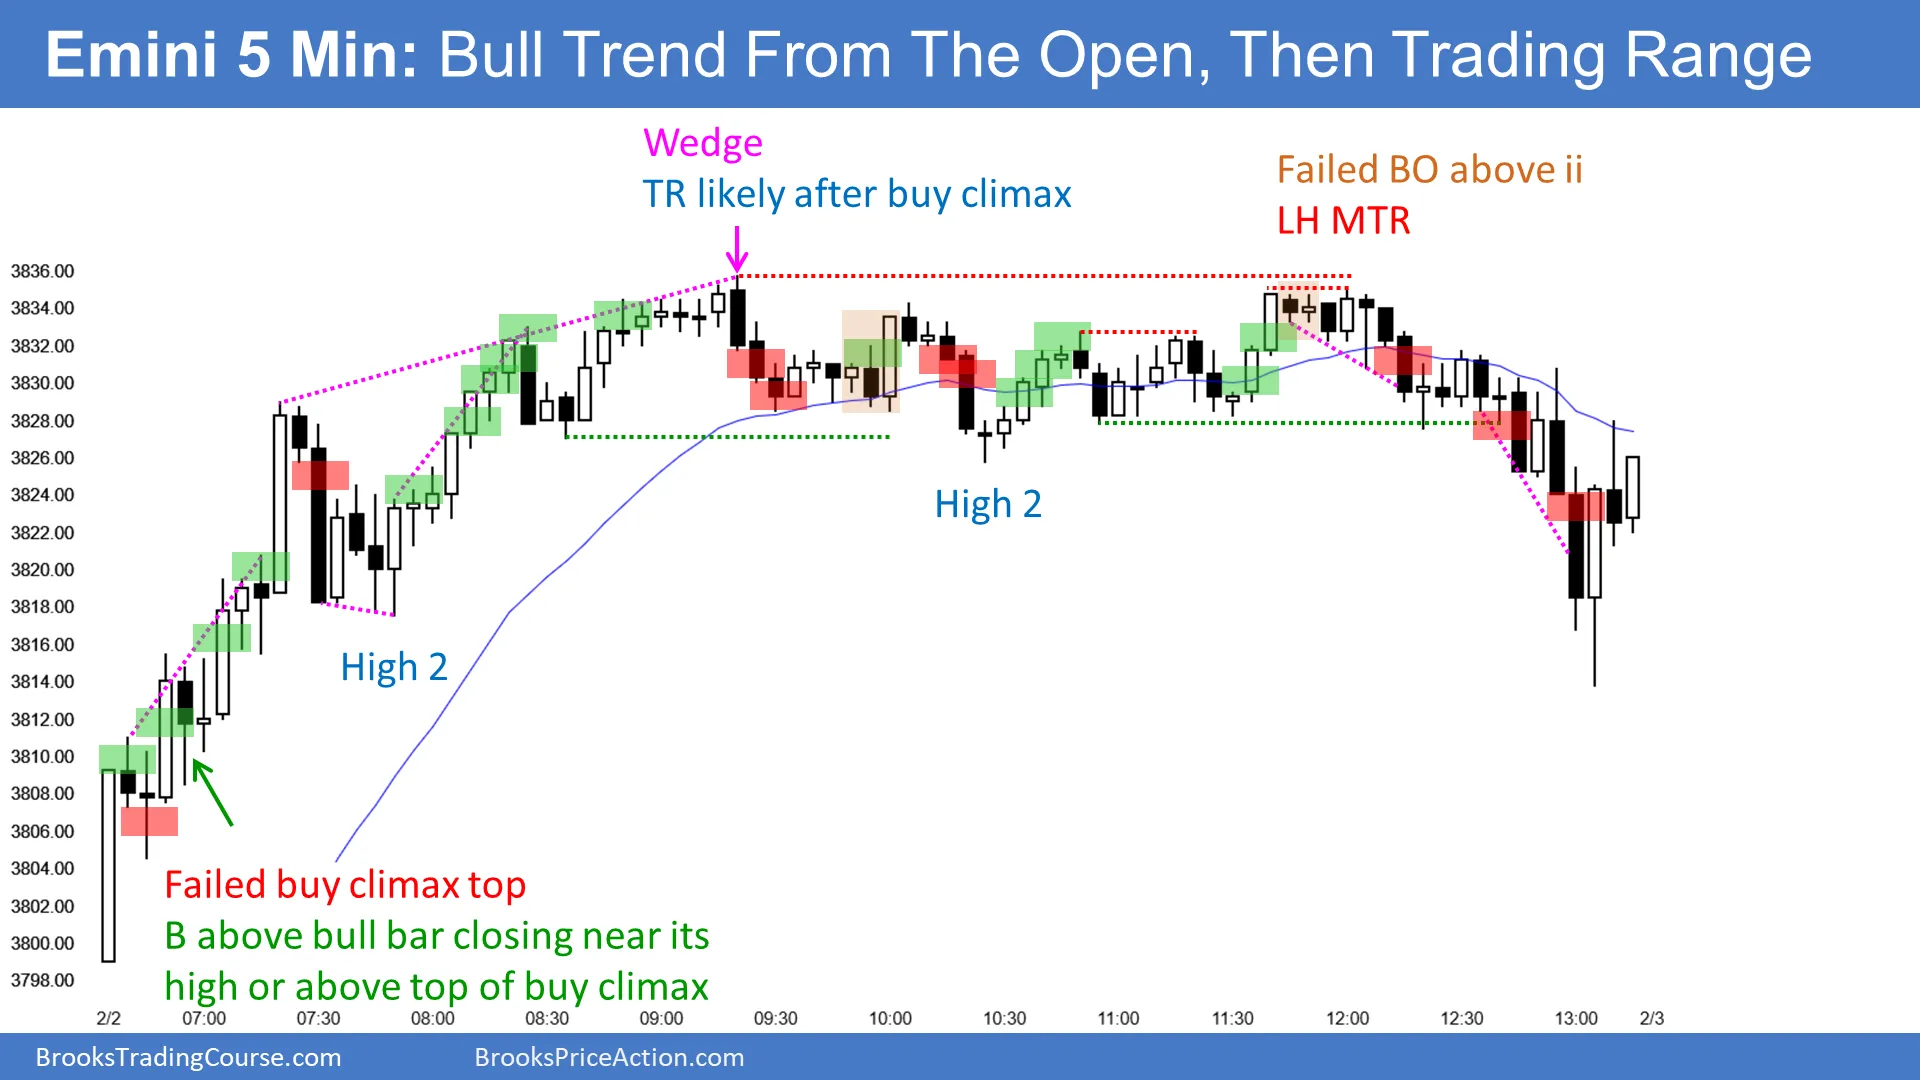 Emini 5 Min: Bull Trend From The Open, Then Trading Range
Wedge
TR likely after buy climax
Failed BO above ii
LH MTR
3836.00
3834.00
3832.00
3830.00
3828.00
3826.00
3824.00
3822.00
3820.00
3818.00
3816.00
3814.00
3812.00
3810.00
3808.00
3806.00
3804.00
3802.00
3800.00
3798.00
High 2
High 2
Failed buy climax top
B above bull bar closing near its
high or above top of buy climax
2/2 07:00 07:30 08:00 08:30 09:00 09:30 10:00 10:30 11:00 11:30 12:00 12:30 13:00 2/3
BrooksTradingCourse.com BrooksPriceAction.com